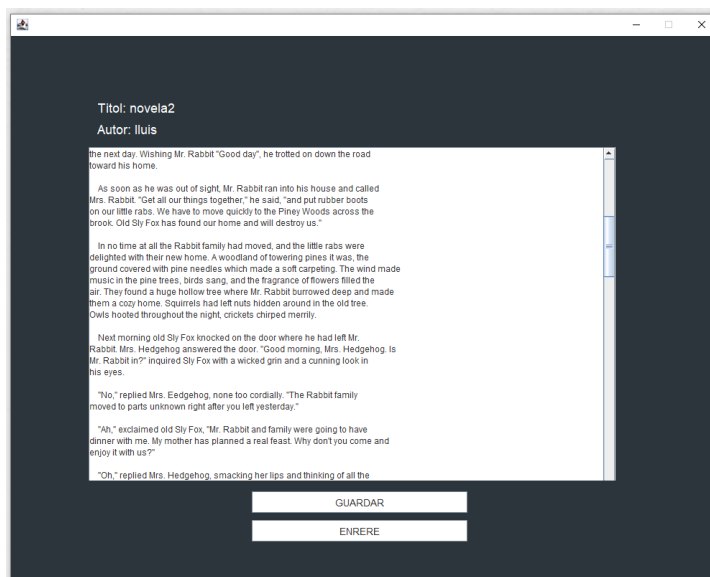 Titol: novela2
Autor: lluis
the next day. Wishing Mr. Rabbit "Good day", he trotted on down the road
toward his home.
As soon as he was out of sight, Mr. Rabbit ran into his house and called
Mrs. Rabbit. "Get all our things together," he said, "and put rubber boots
on our little rabs. We have to move quickly to the Piney Woods across the
brook. Old Sly Fox has found our home and will destroy us."
In no time at all the Rabbit family had moved, and the little rabs were
delighted with their new home. A woodland of towering pines it was, the
ground covered with pine needles which made a soft carpeting. The wind made
music in the pine trees, birds sang, and the fragrance of flowers filled the
air. They found a huge hollow tree where Mr. Rabbit burrowed deep and made
them a cozy home. Squirrels had left nuts hidden around in the old tree.
Owls hooted throughout the night, crickets chirped merrily.
Next morning old Sly Fox knocked on the door where he had left Mr.
Rabbit. Mrs. Hedgehog answered the door. "Good morning, Mrs. Hedgehog. Is
Mr. Rabbit in?" inquired Sly Fox with a wicked grin and a cunning look in
his eyes.
"No," replied Mrs. Eedgehog, none too cordially. "The Rabbit family
moved to parts unknown right after you left yesterday."
"Ah," exclaimed old Sly Fox, "Mr. Rabbit and family were going to have
dinner with me. My mother has planned a real feast. Why don't you come and
enjoy it with us?"
"Oh," replied Mrs. Hedgehog, smacking her lips and thinking of all the
GUARDAR
ENRERE